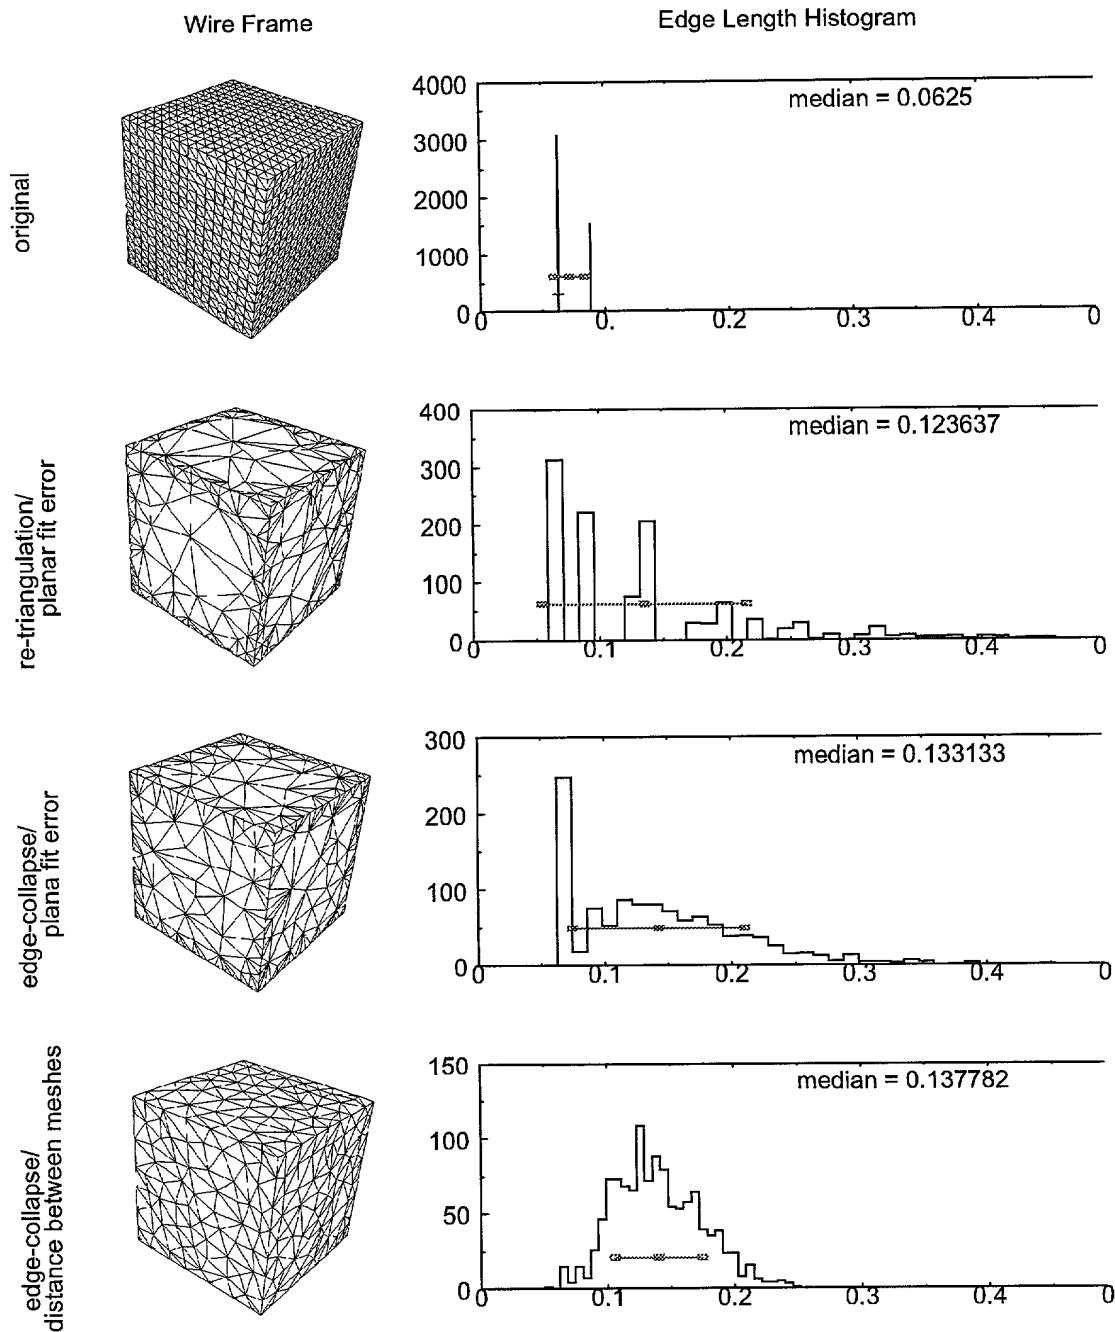 Wire Frame
Edge Length Histogram
original
4000
3000
2000
1000
0
median = 0.0625
0 0. 0.2 0.3 0.4 0
re-triangulation/
planar fit error
400
300
200
100
0
median = 0.123637
0 0.1 0.2 0.3 0.4 0
edge-collapse/
plana fit error
300
200
100
0
median = 0.133133
0 0.1 0.2 0.3 0.4 0
edge-collapse/
distance between meshes
150
100
50
0
median = 0.137782
0 0.1 0.2 0.3 0.4 0